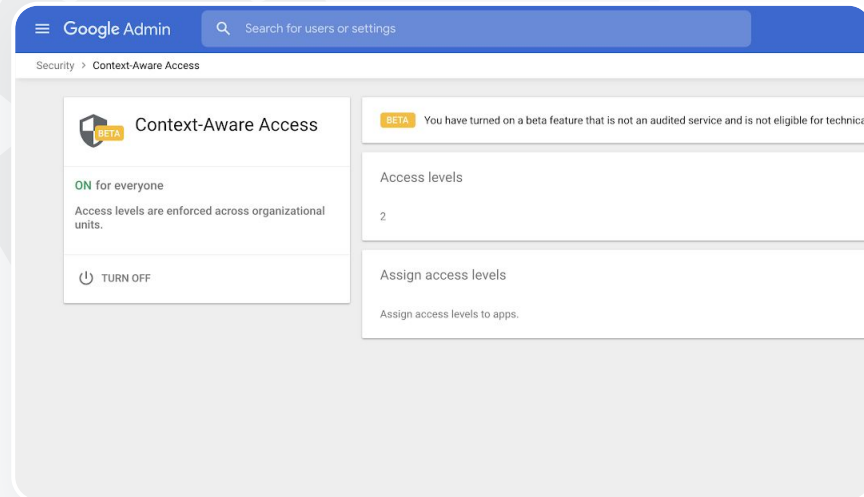 Google Admin
Search for users or settings
Security > Context-Aware Access
BETA
Context-Aware Access
ON for everyone
Access levels are enforced across organizational
units.
TURN OFF
BETA You have turned on a beta feature that is not an audited service and is not eligible for technica
Access levels
2
Assign access levels
Assign access levels to apps.